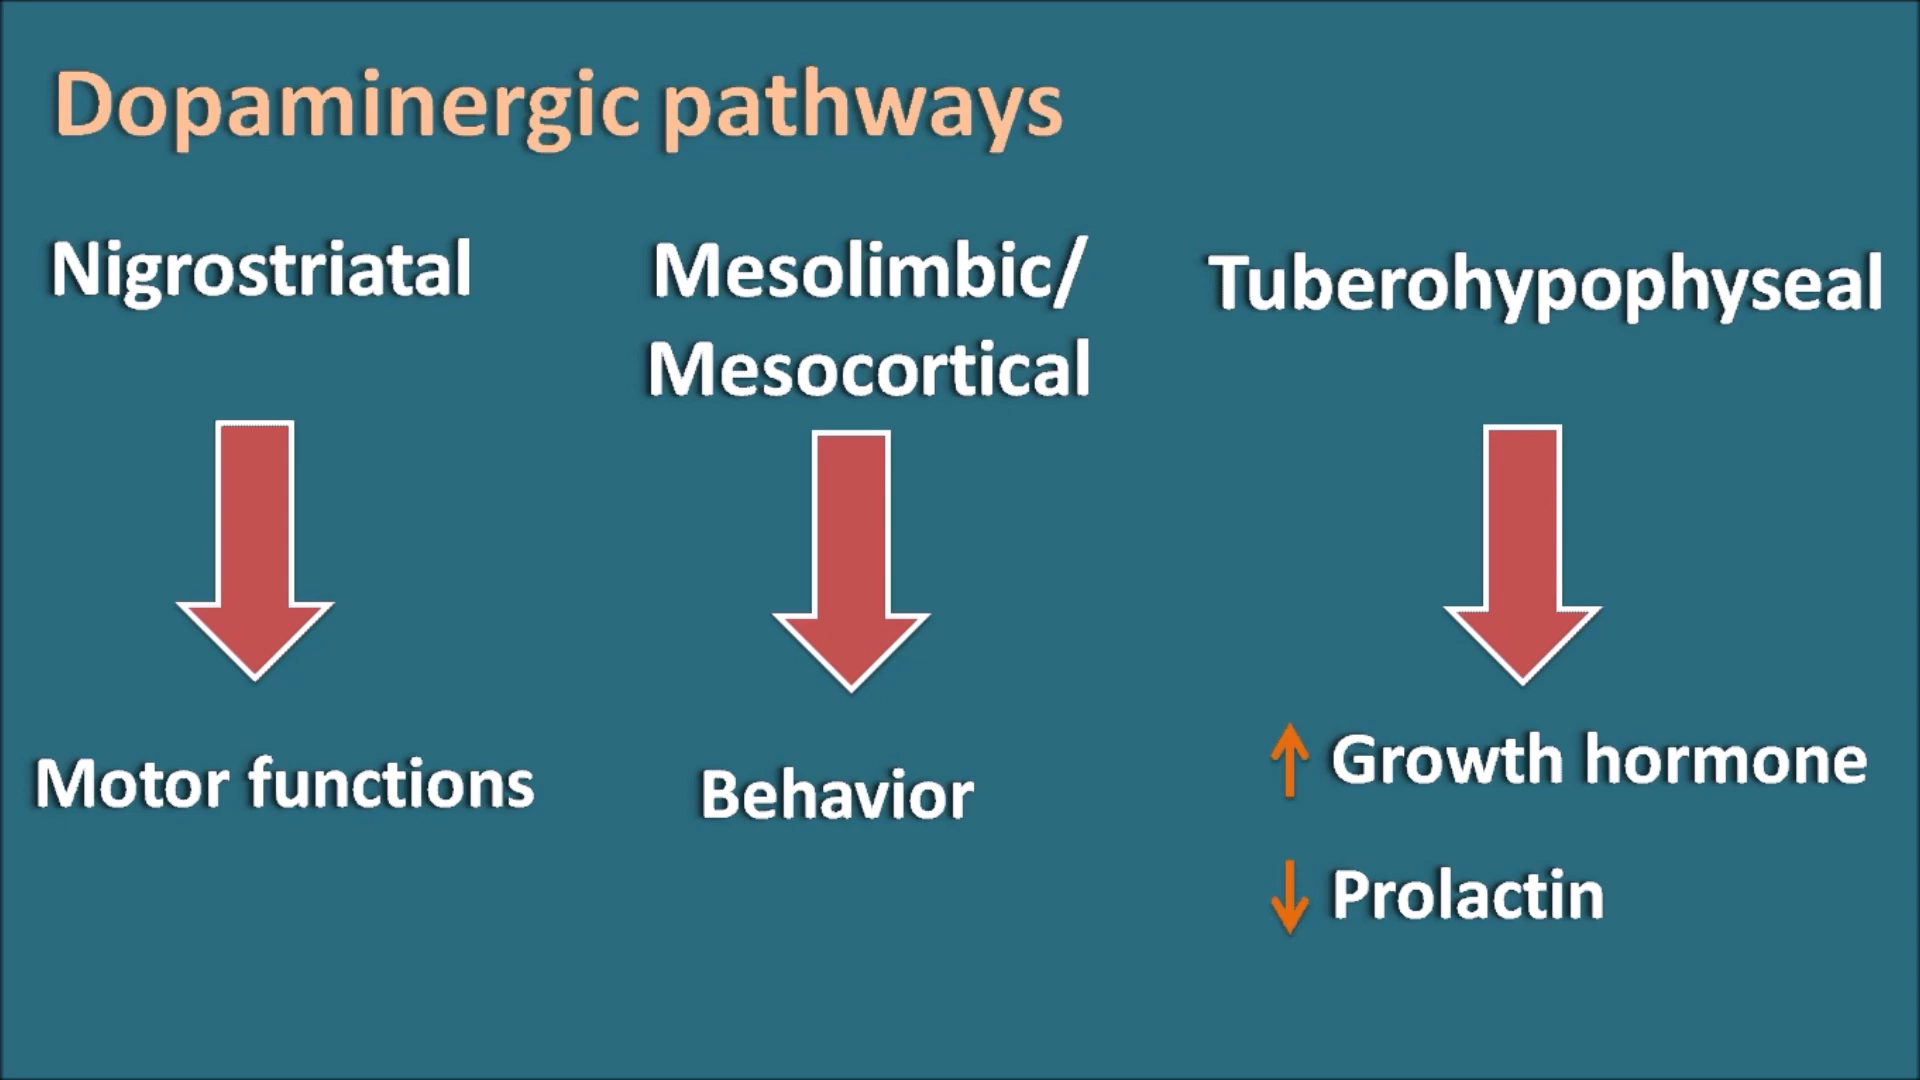 Dopaminergic pathways
Nigrostriatal
Mesolimbic/
Mesocortical
Tuberohypophyseal
Motor functions
Behavior
Growth hormone
Prolactin